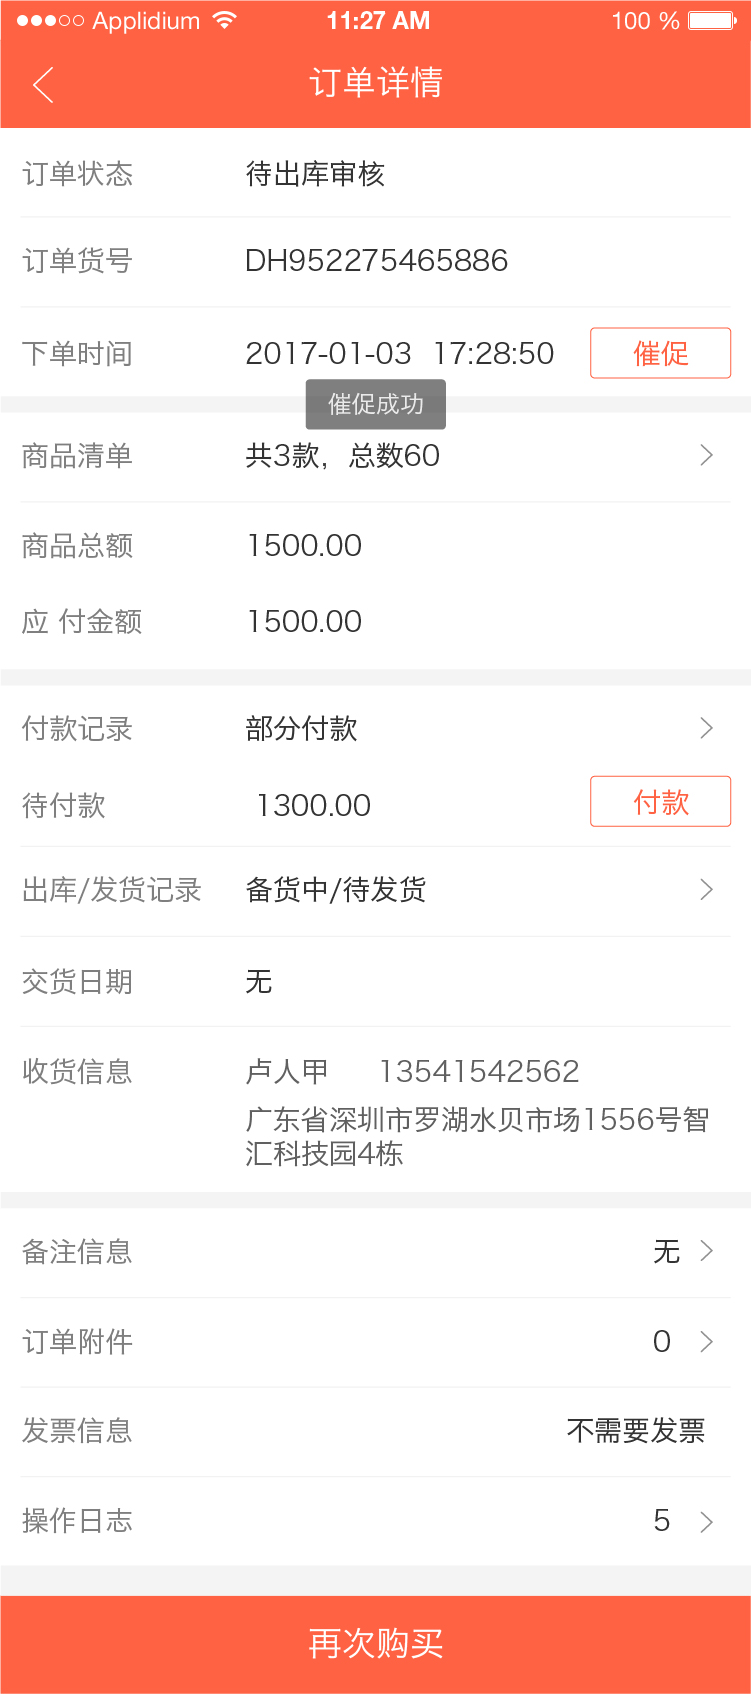 Applidium 11:27 AM 100 %
订单详情
订单状态 待出库审核
订单货号 DH952275465886
下单时间 2017-01-03 17:28:50 催促
催促成功
商品清单 共3款，总数60
商品总额 1500.00
应 付金额 1500.00
付款记录 部分付款
待付款 1300.00 付款
出库/发货记录 备货中/待发货
交货日期 无
收货信息 卢人甲 13541542562
广东省深圳市罗湖水贝市场1556号智
汇科技园4栋
备注信息 无
订单附件 0
发票信息 不需要发票
操作日志 5
再次购买